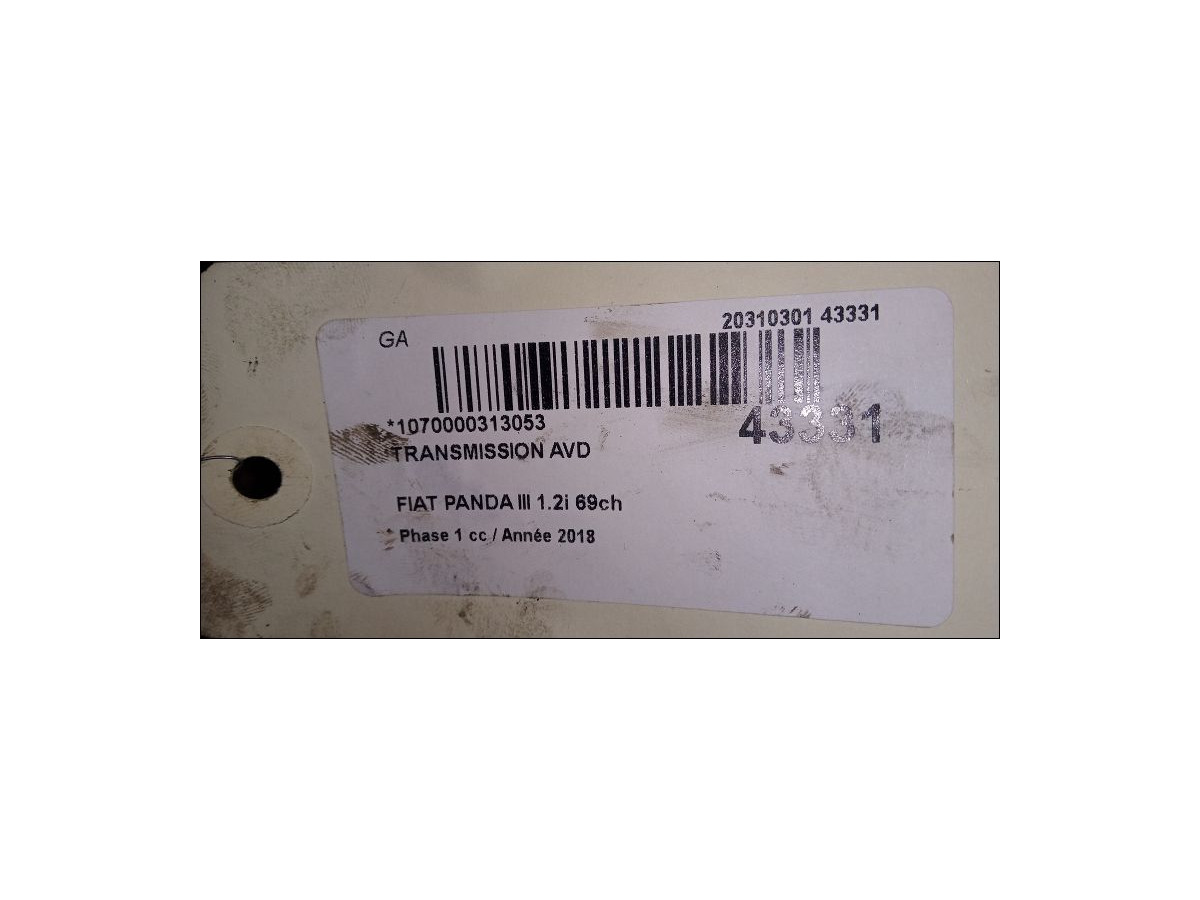 GA
20310301 43331
*1070000313053
43331
TRANSMISSION AVD
FIAT PANDA III 1.2i 69ch
Phase 1 cc / Année 2018